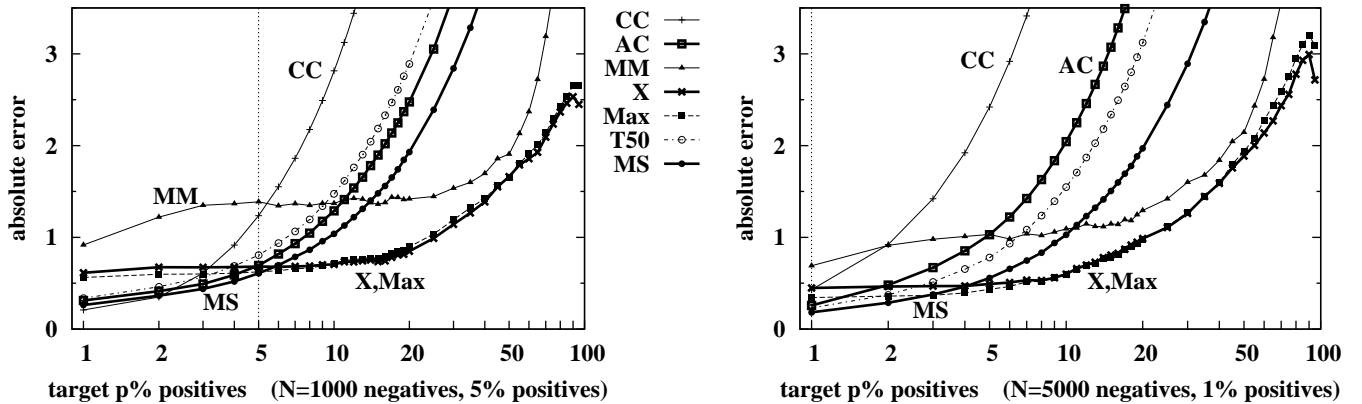 absolute error
3
2
1
0
CC
MM
MS
X,Max
1 2 5 10 20 50 100
target p% positives (N=1000 negatives, 5% positives)
CC
AC
MM
X
Max
T50
MS
absolute error
3
2
1
0
CC
AC
MS
X,Max
1 2 5 10 20 50 100
target p% positives (N=5000 negatives, 1% positives)